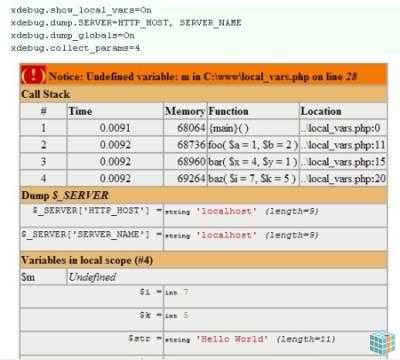 xdebug.show_local_vars=On
xdebug.dump.SERVER=HTTP_HOST, SERVER_NAME
xdebug.dump_globals=On
xdebug.collect_params=4
( ! ) Notice: Undefined variable: m in C:\www\local_vars.php on line 28
Call Stack
# Time Memory Function Location
1 0.0091 68064 {main}( ) ..\local_vars.php:0
2 0.0092 68736 foo( $a = 1, $b = 2 ) ..\local_vars.php:11
3 0.0092 68960 bar( $x = 4, $y = 1 ) ..\local_vars.php:15
4 0.0092 69264 baz( $i = 7, $k = 5 ) ..\local_vars.php:20
Dump $_SERVER
$_SERVER['HTTP_HOST'] = string 'localhost' (length=9)
$_SERVER['SERVER_NAME'] = string 'localhost' (length=9)
Variables in local scope (#4)
$m Undefined
$i = int 7
$k = int 5
$str = string 'Hello World' (length=11)